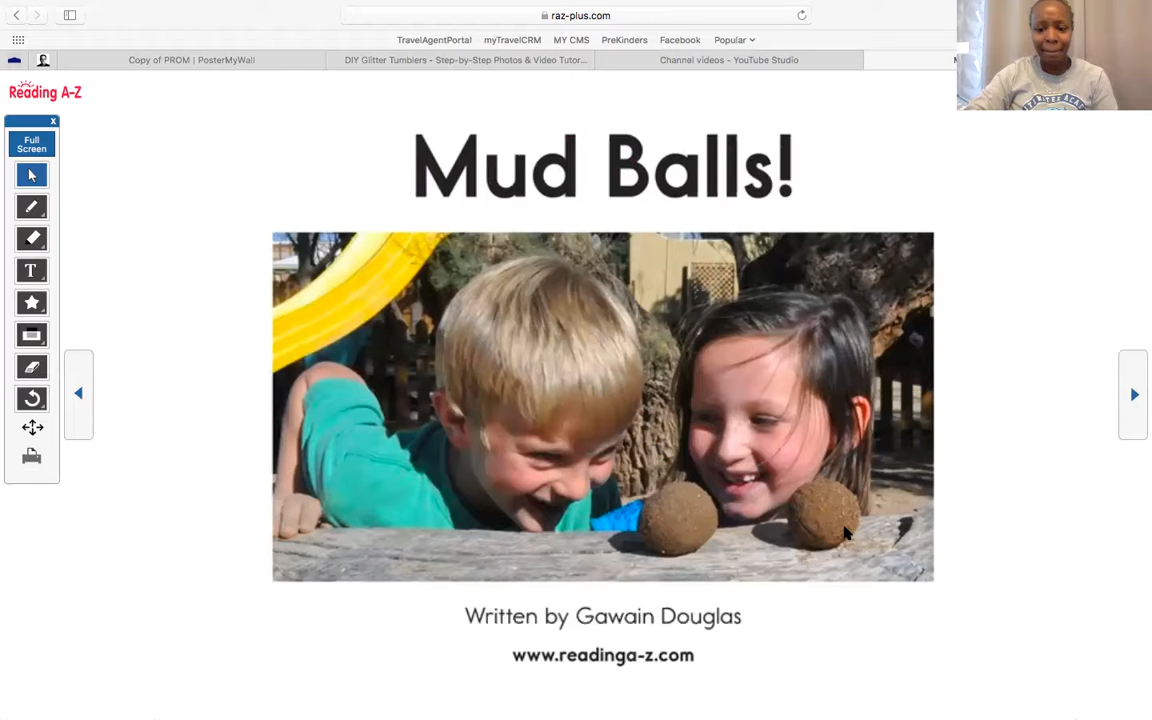 raz-plus.com
TravelAgentPortal myTravelCRM MY CMS PreKinders Facebook Popular
Copy of PROM | PosterMyWall DIY Glitter Tumblers - Step-by-Step Photos & Video Tutor... Channel videos - YouTube Studio
Reading A-Z
x
Full
Screen
T
Mud Balls!
Written by Gawain Douglas
www.readinga-z.com